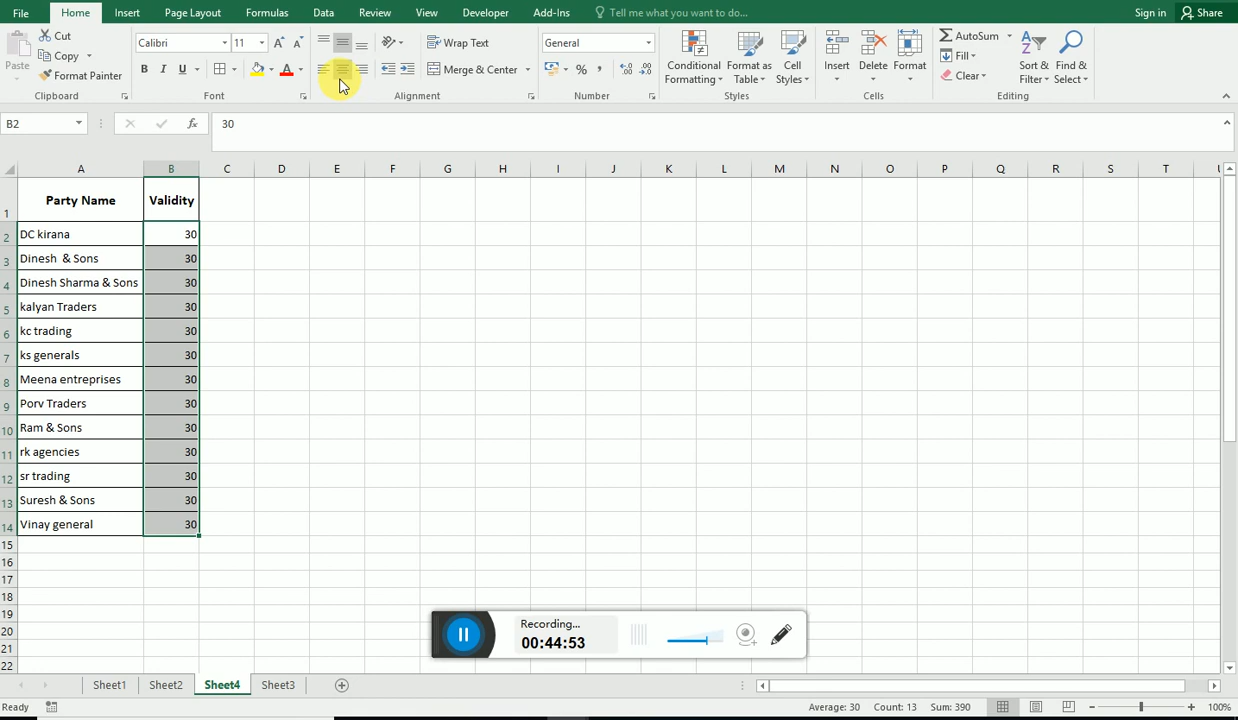 File Home Insert Page Layout Formulas Data Review View Developer Add-Ins Tell me what you want to do... Sign in Share
Paste Cut Copy Format Painter Clipboard
Calibri 11 B I U A A A Font
Wrap Text Merge & Center Alignment
General % , Number
Conditional Formatting Format as Table Cell Styles Styles
Insert Delete Format Cells
AutoSum Fill Clear Sort & Filter Find & Select Editing
B2 fx 30
A B C D E F G H I J K L M N O P Q R S T
1 Party Name Validity
2 DC kirana 30
3 Dinesh & Sons 30
4 Dinesh Sharma & Sons 30
5 kalyan Traders 30
6 kc trading 30
7 ks generals 30
8 Meena entreprises 30
9 Porv Traders 30
10 Ram & Sons 30
11 rk agencies 30
12 sr trading 30
13 Suresh & Sons 30
14 Vinay general 30
15
16
17
18
19
20
21
22
Recording...
00:44:53
Sheet1 Sheet2 Sheet4 Sheet3
Ready Average: 30 Count: 13 Sum: 390 100%